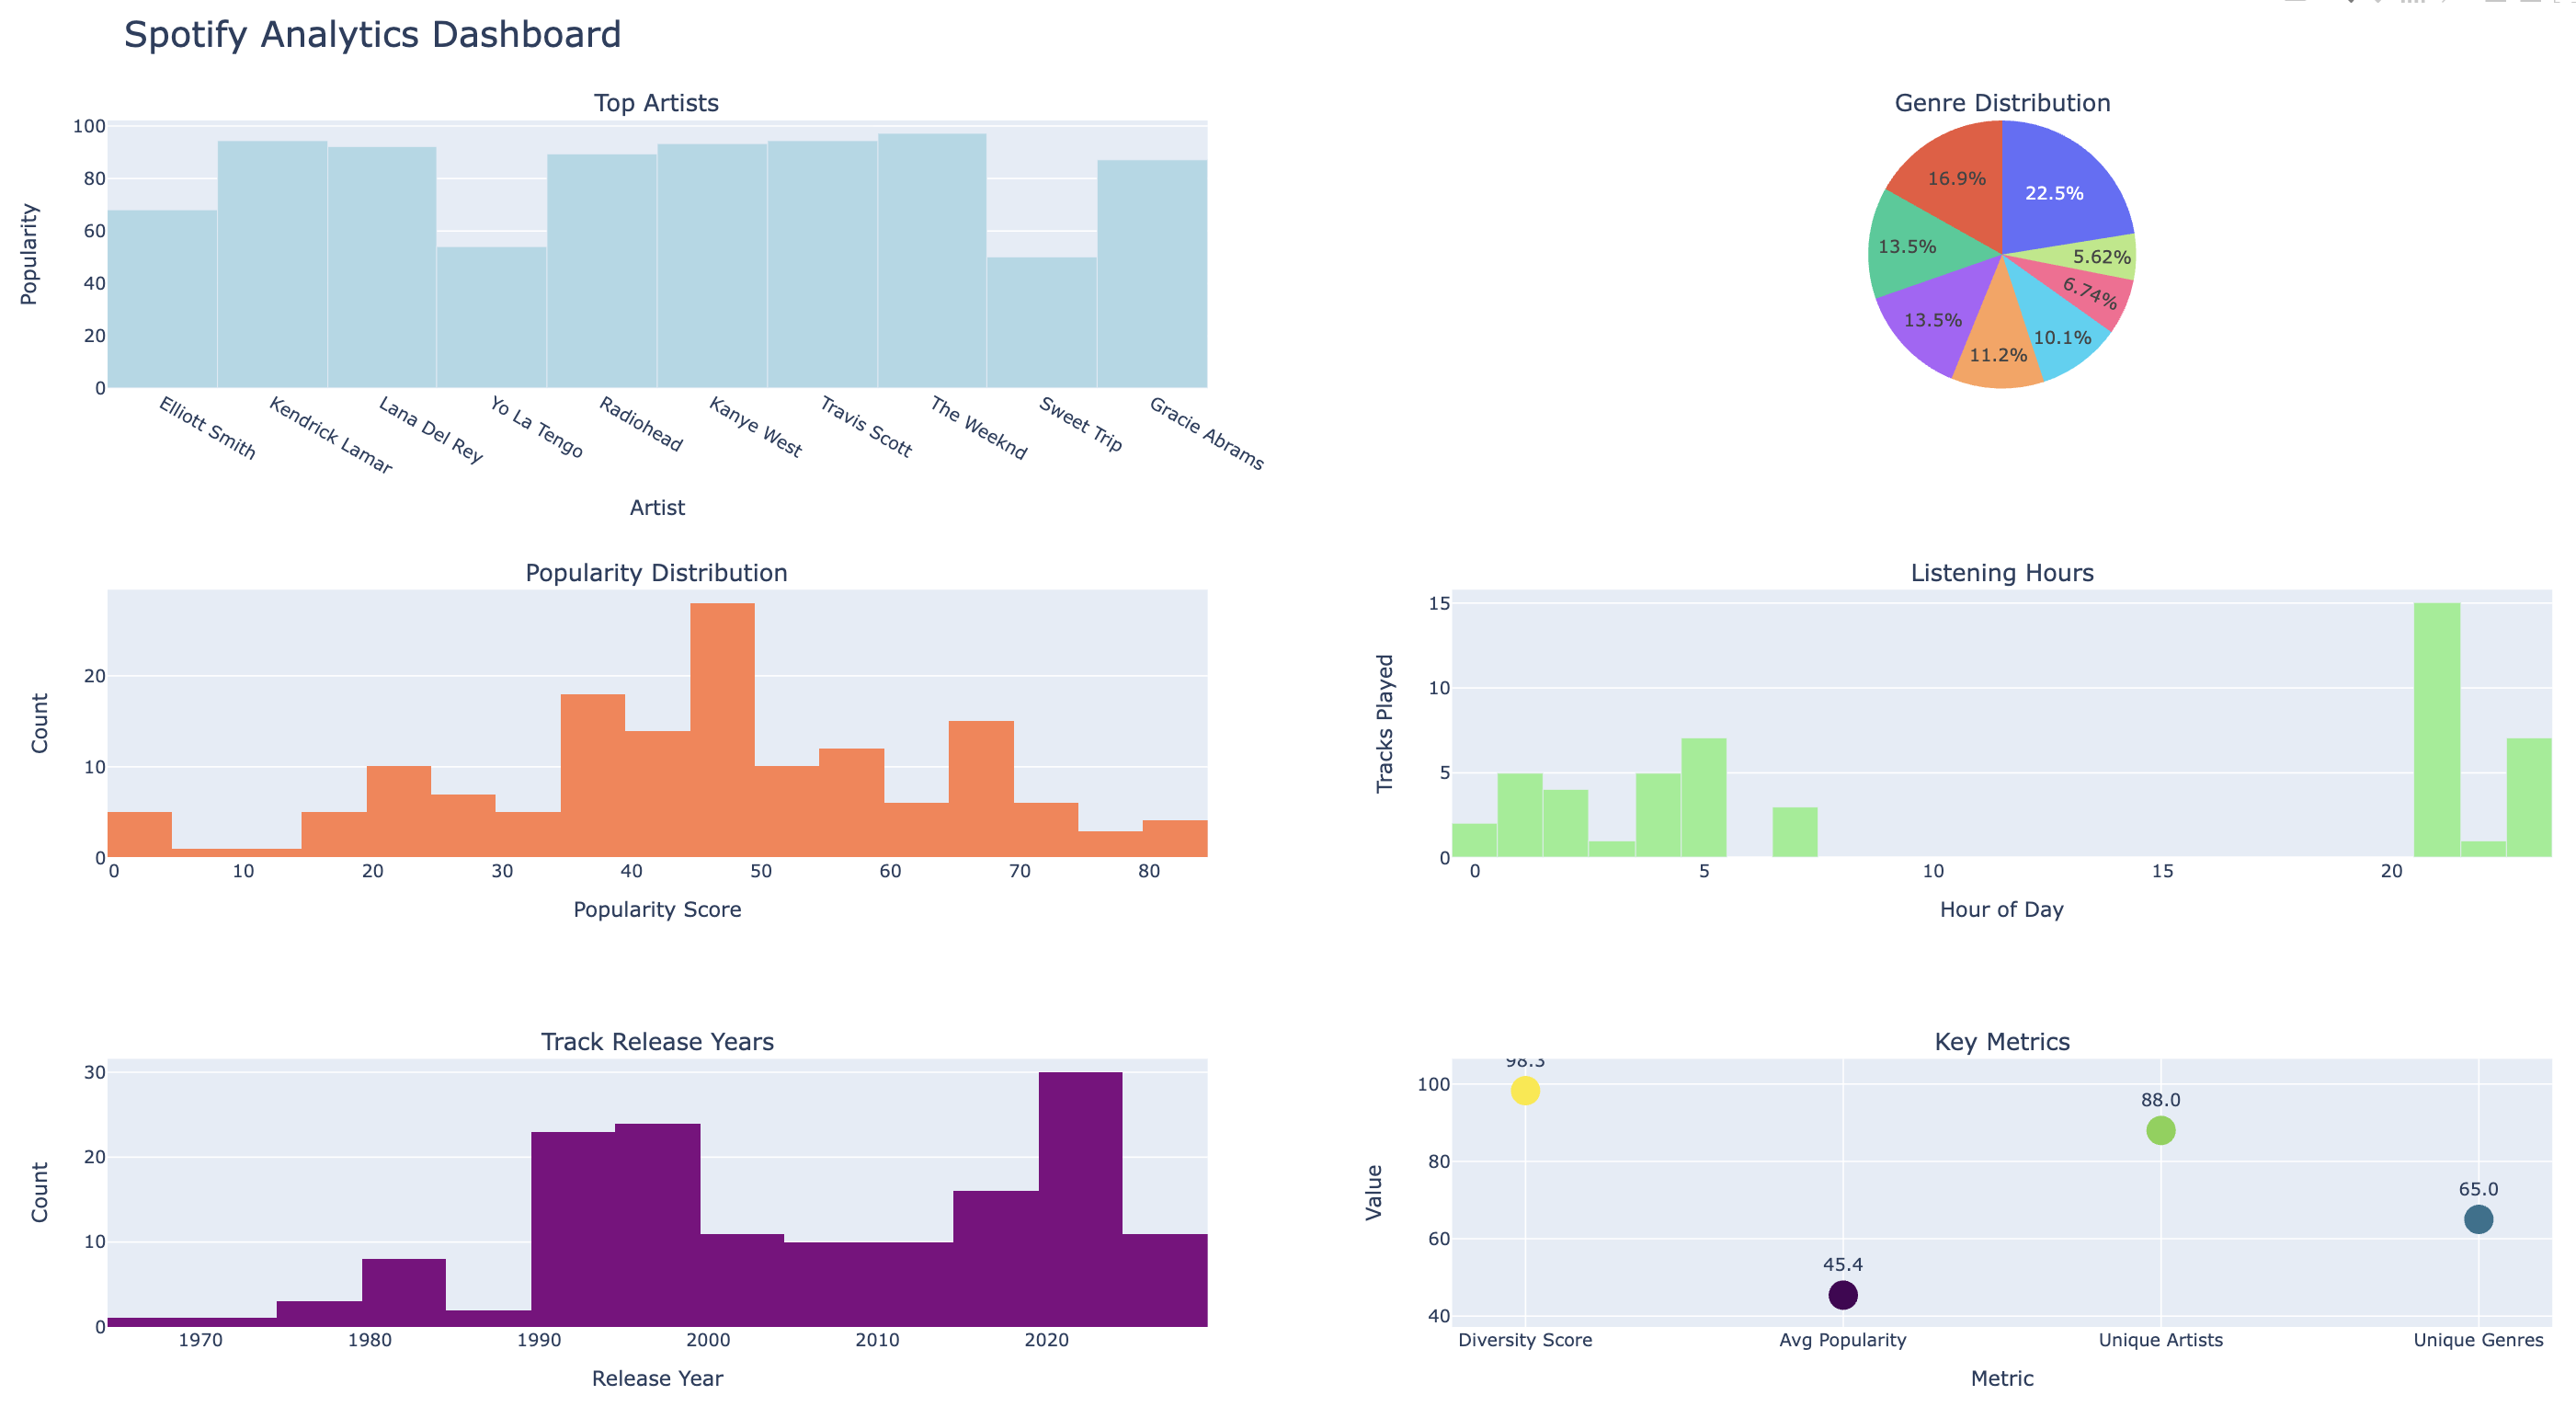 Spotify Analytics Dashboard
Top Artists
100
80
60
40
20
0
Popularity
Elliott Smith
Kendrick Lamar
Lana Del Rey
Yo La Tengo
Radiohead
Kanye West
Travis Scott
The Weeknd
Sweet Trip
Gracie Abrams
Artist
Genre Distribution
22.5%
16.9%
13.5%
13.5%
11.2%
10.1%
6.74%
5.62%
Popularity Distribution
20
10
0
Count
0 10 20 30 40 50 60 70 80
Popularity Score
Listening Hours
15
10
5
0
Tracks Played
0 5 10 15 20
Hour of Day
Track Release Years
30
20
10
0
Count
1970 1980 1990 2000 2010 2020
Release Year
Key Metrics
100
80
60
40
Value
98.3
45.4
88.0
65.0
Diversity Score Avg Popularity Unique Artists Unique Genres
Metric